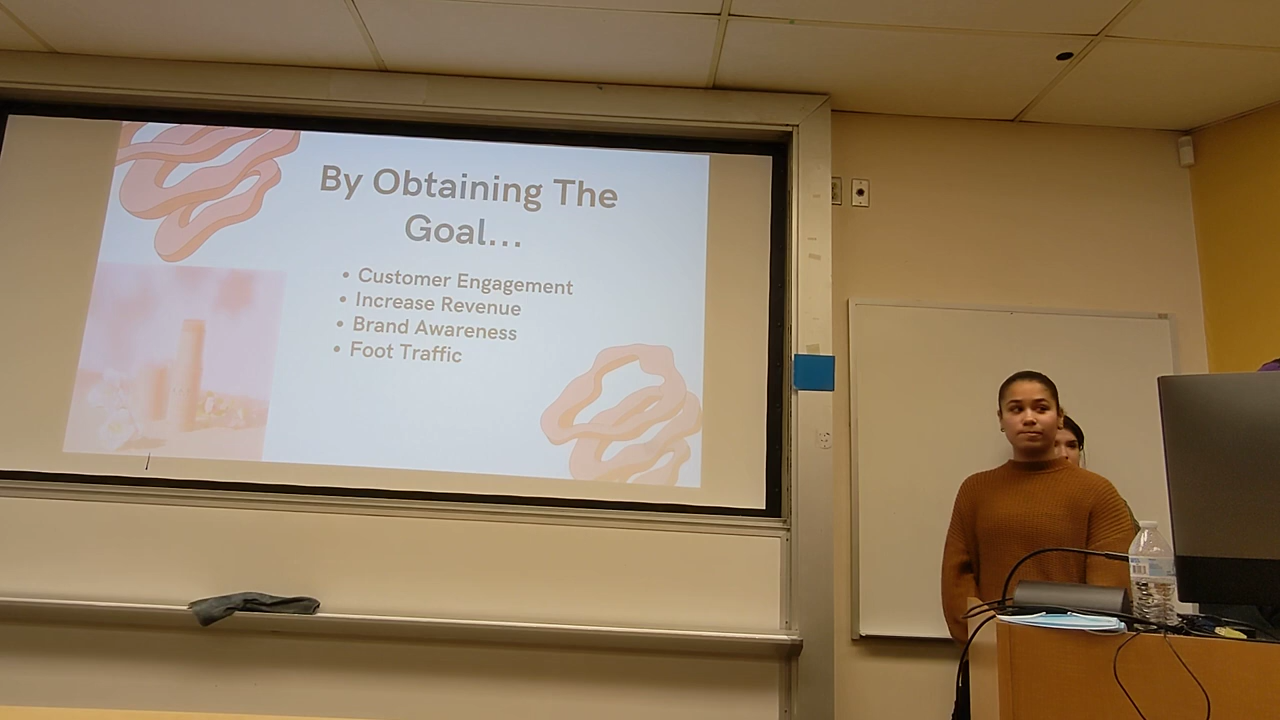 By Obtaining The
Goal...
• Customer Engagement
• Increase Revenue
• Brand Awareness
• Foot Traffic